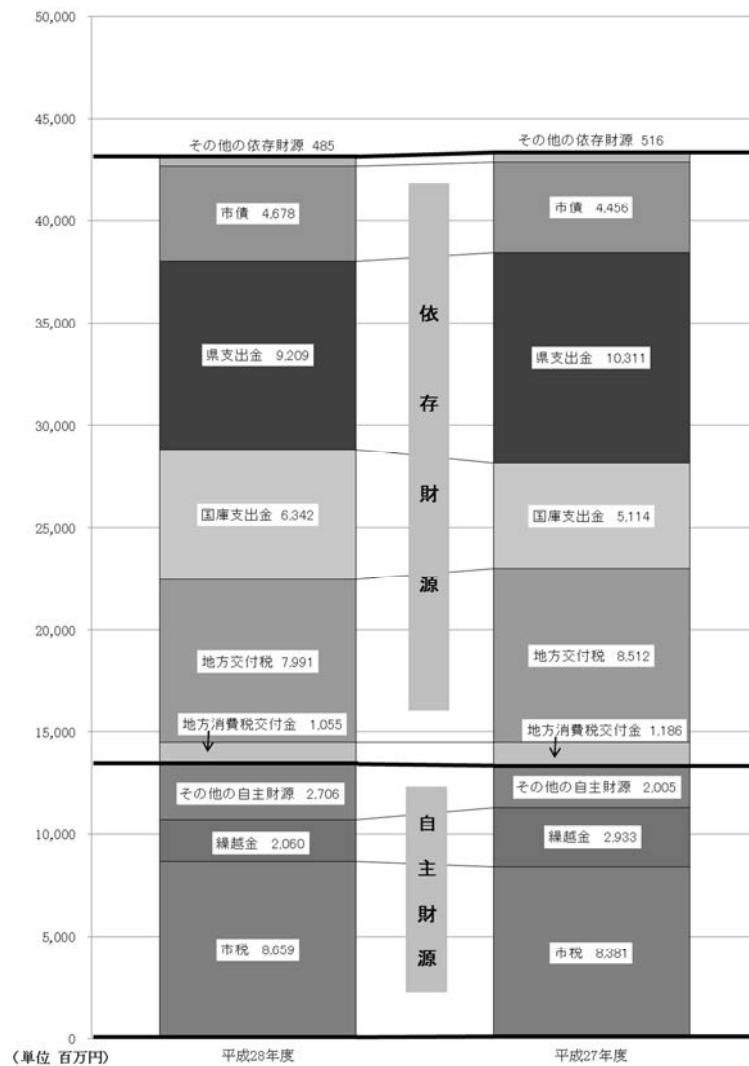 50,000
45,000
40,000
35,000
30,000
25,000
20,000
15,000
10,000
5,000
0
(単位 百万円)
その他の依存財源 485
市債 4,678
県支出金 9,209
国庫支出金 6,342
地方交付税 7,991
地方消費税交付金 1,055
その他の自主財源 2,706
繰越金 2,060
市税 8,659
平成28年度
依存財源
自主財源
その他の依存財源 516
市債 4,456
県支出金 10,311
国庫支出金 5,114
地方交付税 8,512
地方消費税交付金 1,186
その他の自主財源 2,005
繰越金 2,933
市税 8,381
平成27年度